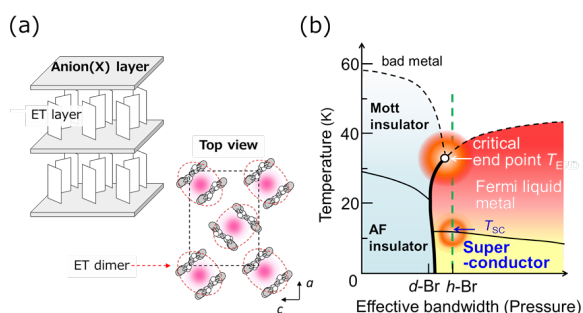 (a)
Anion(X) layer
ET layer
Top view
ET dimer
a
c
(b)
Temperature (K)
60
40
20
0
bad metal
Mott
insulator
critical
end point
Fermi liquid
metal
AF
insulator
TSC
Super
-conductor
d-Br h-Br
Effective bandwidth (Pressure)